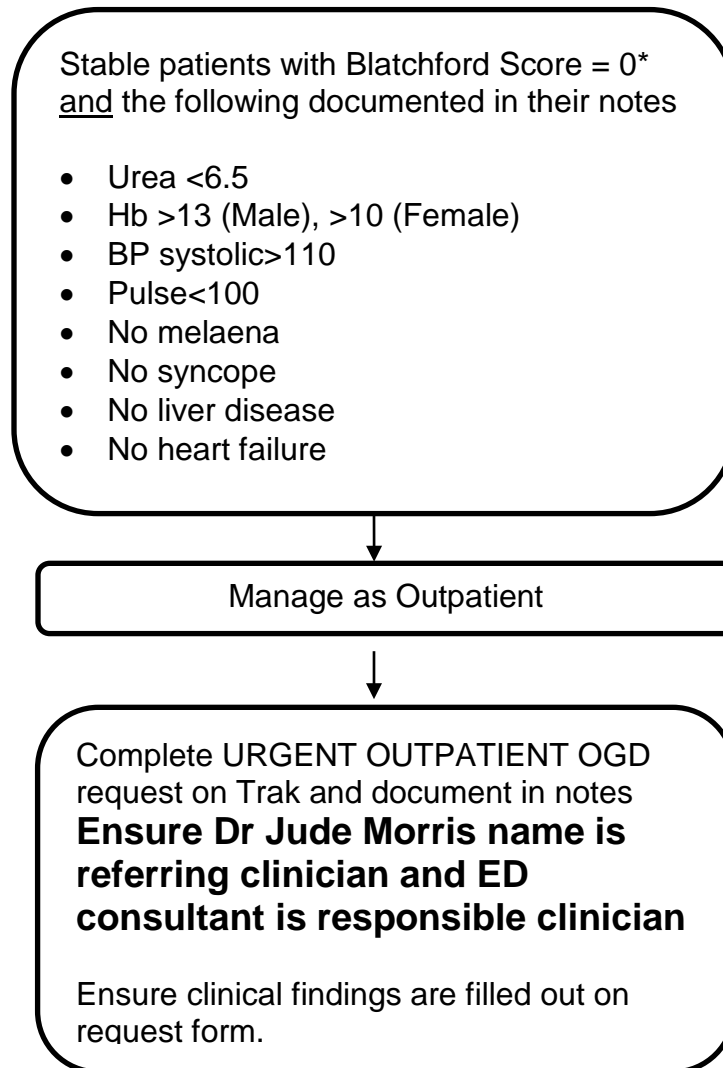 Stable patients with Blatchford Score = 0*
and the following documented in their notes
• Urea <6.5
• Hb >13 (Male), >10 (Female)
• BP systolic>110
• Pulse<100
• No melaena
• No syncope
• No liver disease
• No heart failure
Manage as Outpatient
Complete URGENT OUTPATIENT OGD
request on Trak and document in notes
Ensure Dr Jude Morris name is
referring clinician and ED
consultant is responsible clinician
Ensure clinical findings are filled out on
request form.